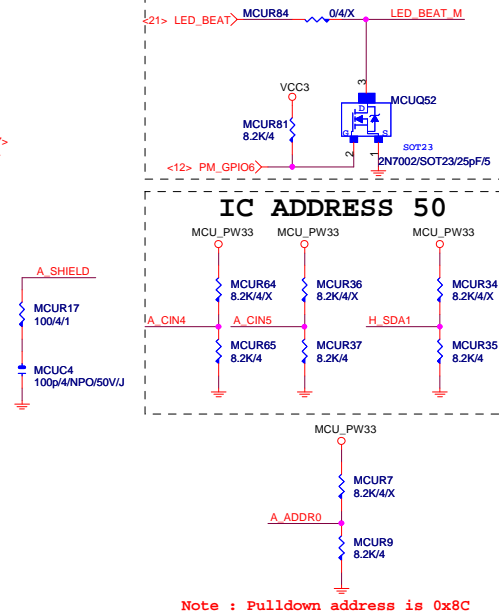 <21> LED_BEAT MCUR84 0/4/X LED_BEAT_M
3
VCC3
MCUQ52
D
MCUR81
8.2K/4
G S
SOT23
2 1
2N7002/SOT23/25pF/5
<12> PM_GPIO6
IC ADDRESS 50
MCU_PW33 MCU_PW33 MCU_PW33
A_SHIELD
MCUR64 MCUR36 MCUR34
8.2K/4/X 8.2K/4/X 8.2K/4/X
MCUR17
100/4/1
A_CIN4 A_CIN5 H_SDA1
MCUR65 MCUR37 MCUR35
8.2K/4 8.2K/4 8.2K/4
MCUC4
100p/4/NPO/50V/J
MCU_PW33
MCUR7
8.2K/4/X
A_ADDR0
MCUR9
8.2K/4
Note : Pulldown address is 0x8C